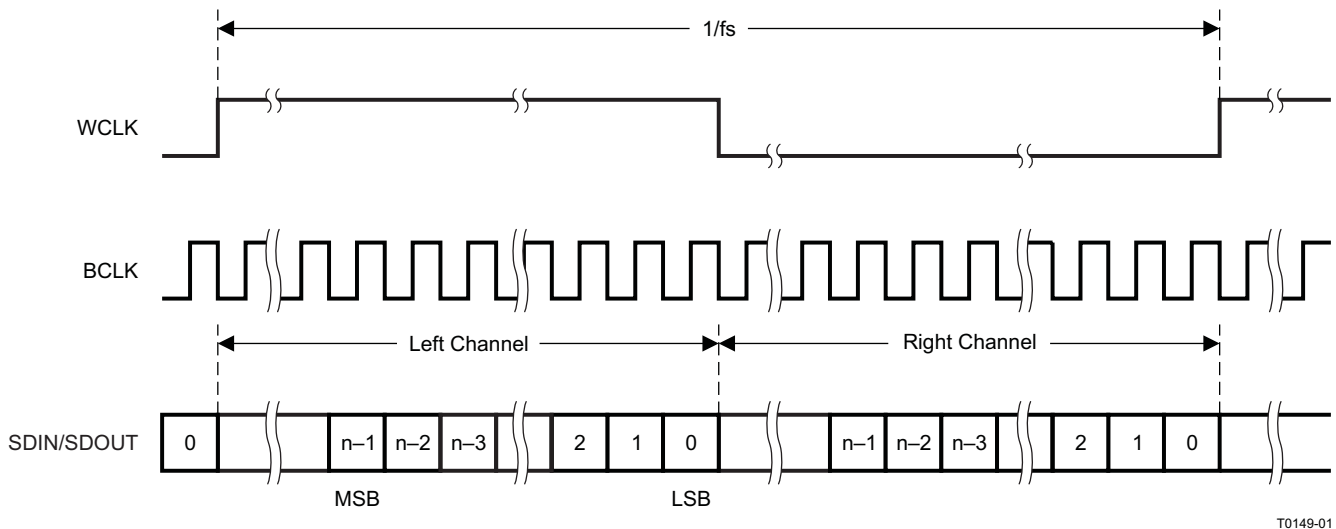 1/fs
WCLK
BCLK
Left Channel
Right Channel
SDIN/SDOUT 0 n–1 n–2 n–3 2 1 0 n–1 n–2 n–3 2 1 0
MSB LSB
T0149-01